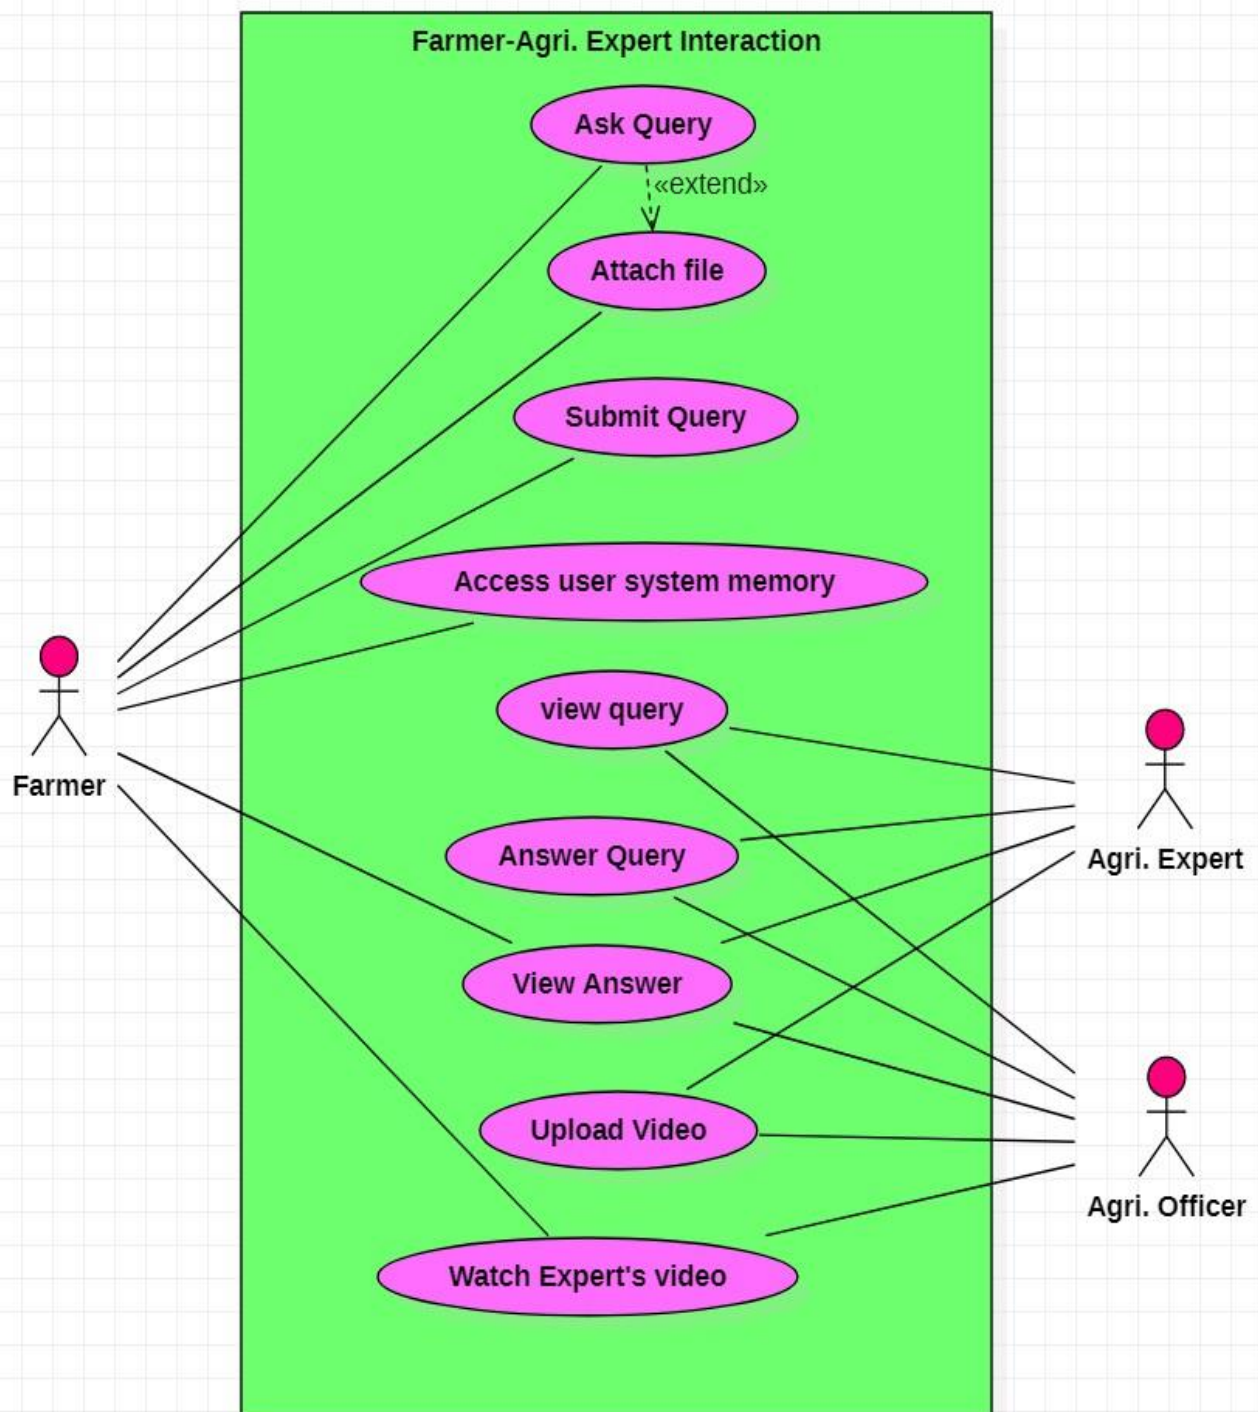 Farmer-Agri. Expert Interaction
Ask Query
«extend»
Attach file
Submit Query
Access user system memory
view query
Farmer
Answer Query
Agri. Expert
View Answer
Upload Video
Agri. Officer
Watch Expert's video